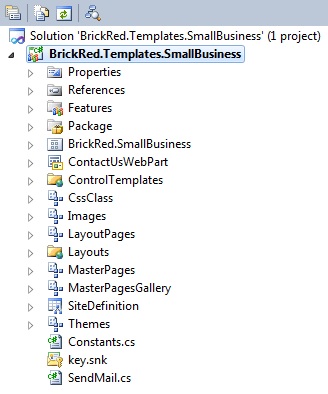 Solution 'BrickRed.Templates.SmallBusiness' (1 project)
BrickRed.Templates.SmallBusiness
Properties
References
Features
Package
BrickRed.SmallBusiness
ContactUsWebPart
ControlTemplates
CssClass
Images
LayoutPages
Layouts
MasterPages
MasterPagesGallery
SiteDefinition
Themes
Constants.cs
key.snk
SendMail.cs